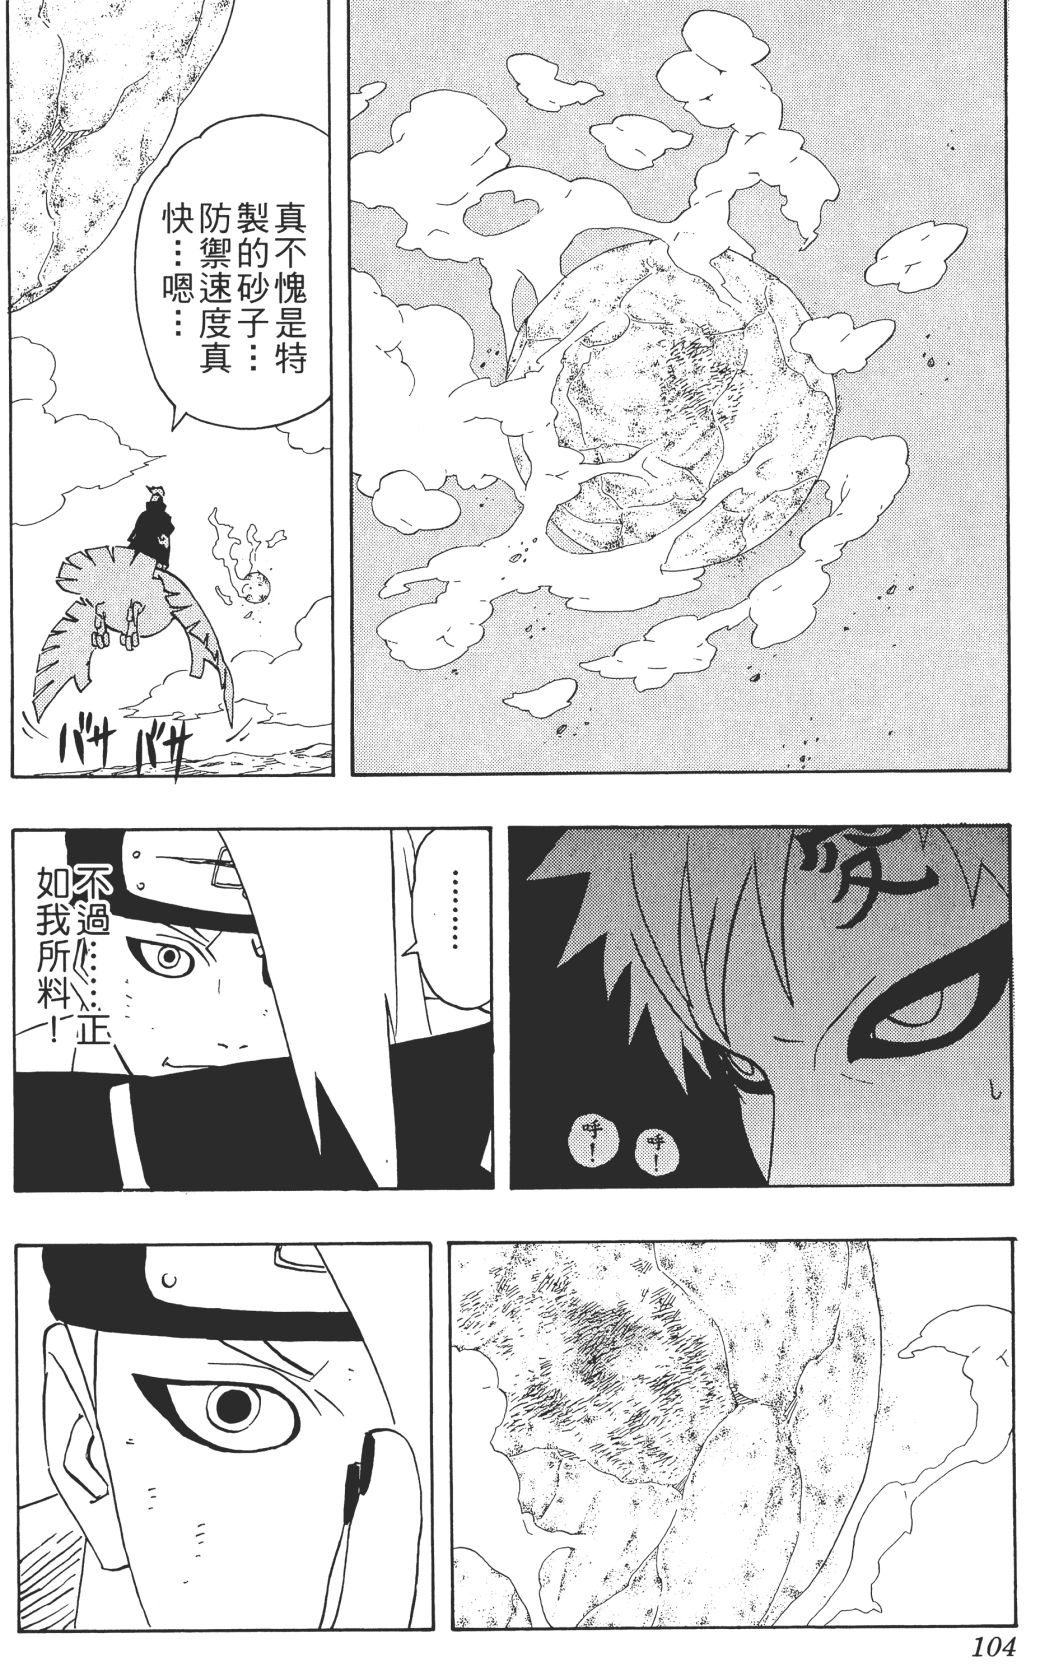 真不愧是特
製的砂子…
防禦速度真
快…嗯…
バサ
バサ
呼！
呼！
………
不過……正
如我所料！
104